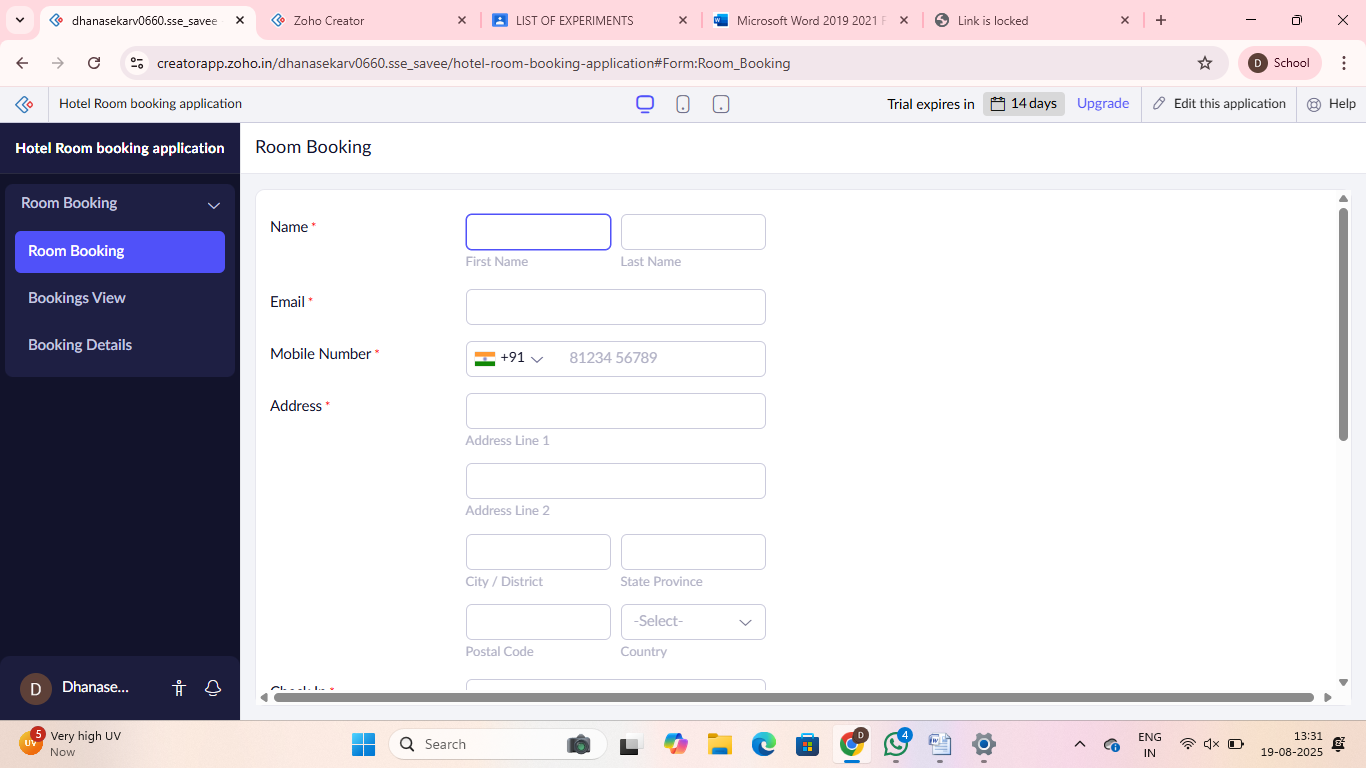 dhanasekarv0660.sse_savee
Zoho Creator
LIST OF EXPERIMENTS
Microsoft Word 2019 2021 F
Link is locked
creatorapp.zoho.in/dhanasekarv0660.sse_savee/hotel-room-booking-application#Form:Room_Booking
D School
Hotel Room booking application
Trial expires in 14 days Upgrade
Edit this application
Help
Hotel Room booking application
Room Booking
Room Booking
Bookings View
Booking Details
D Dhanase...
Room Booking
Name *
First Name
Last Name
Email *
Mobile Number *
+91 81234 56789
Address *
Address Line 1
Address Line 2
City / District
State Province
-Select-
Postal Code
Country
Check In *
UV 5
Very high UV
Now
Search
D
4
ENG
IN
13:31
19-08-2025